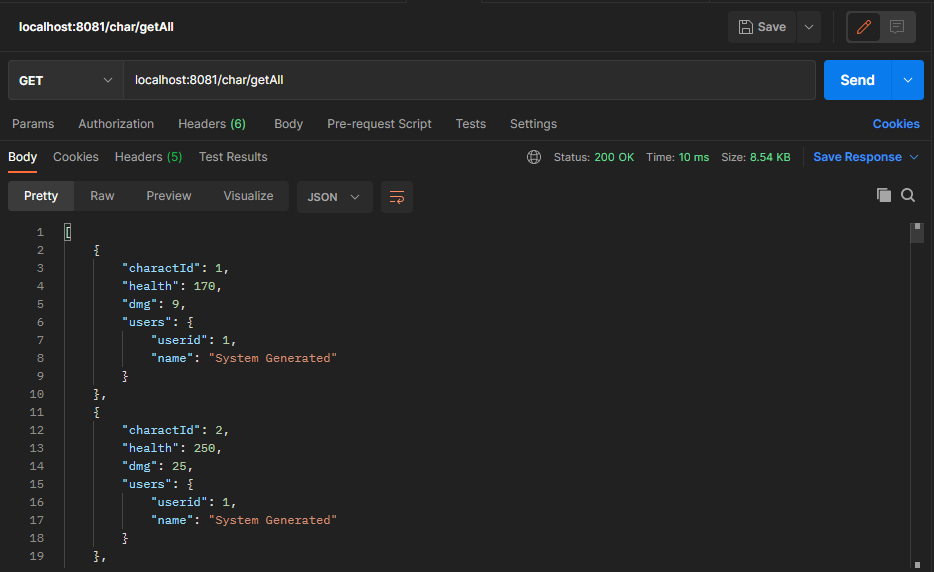 localhost:8081/char/getAll
Save
GET
localhost:8081/char/getAll
Send
Params Authorization Headers (6) Body Pre-request Script Tests Settings Cookies
Body Cookies Headers (5) Test Results Status: 200 OK Time: 10 ms Size: 8.54 KB Save Response
Pretty Raw Preview Visualize JSON
1 [
2 {
3 "charactId": 1,
4 "health": 170,
5 "dmg": 9,
6 "users": {
7 "userid": 1,
8 "name": "System Generated"
9 }
10 },
11 {
12 "charactId": 2,
13 "health": 250,
14 "dmg": 25,
15 "users": {
16 "userid": 1,
17 "name": "System Generated"
18 }
19 },